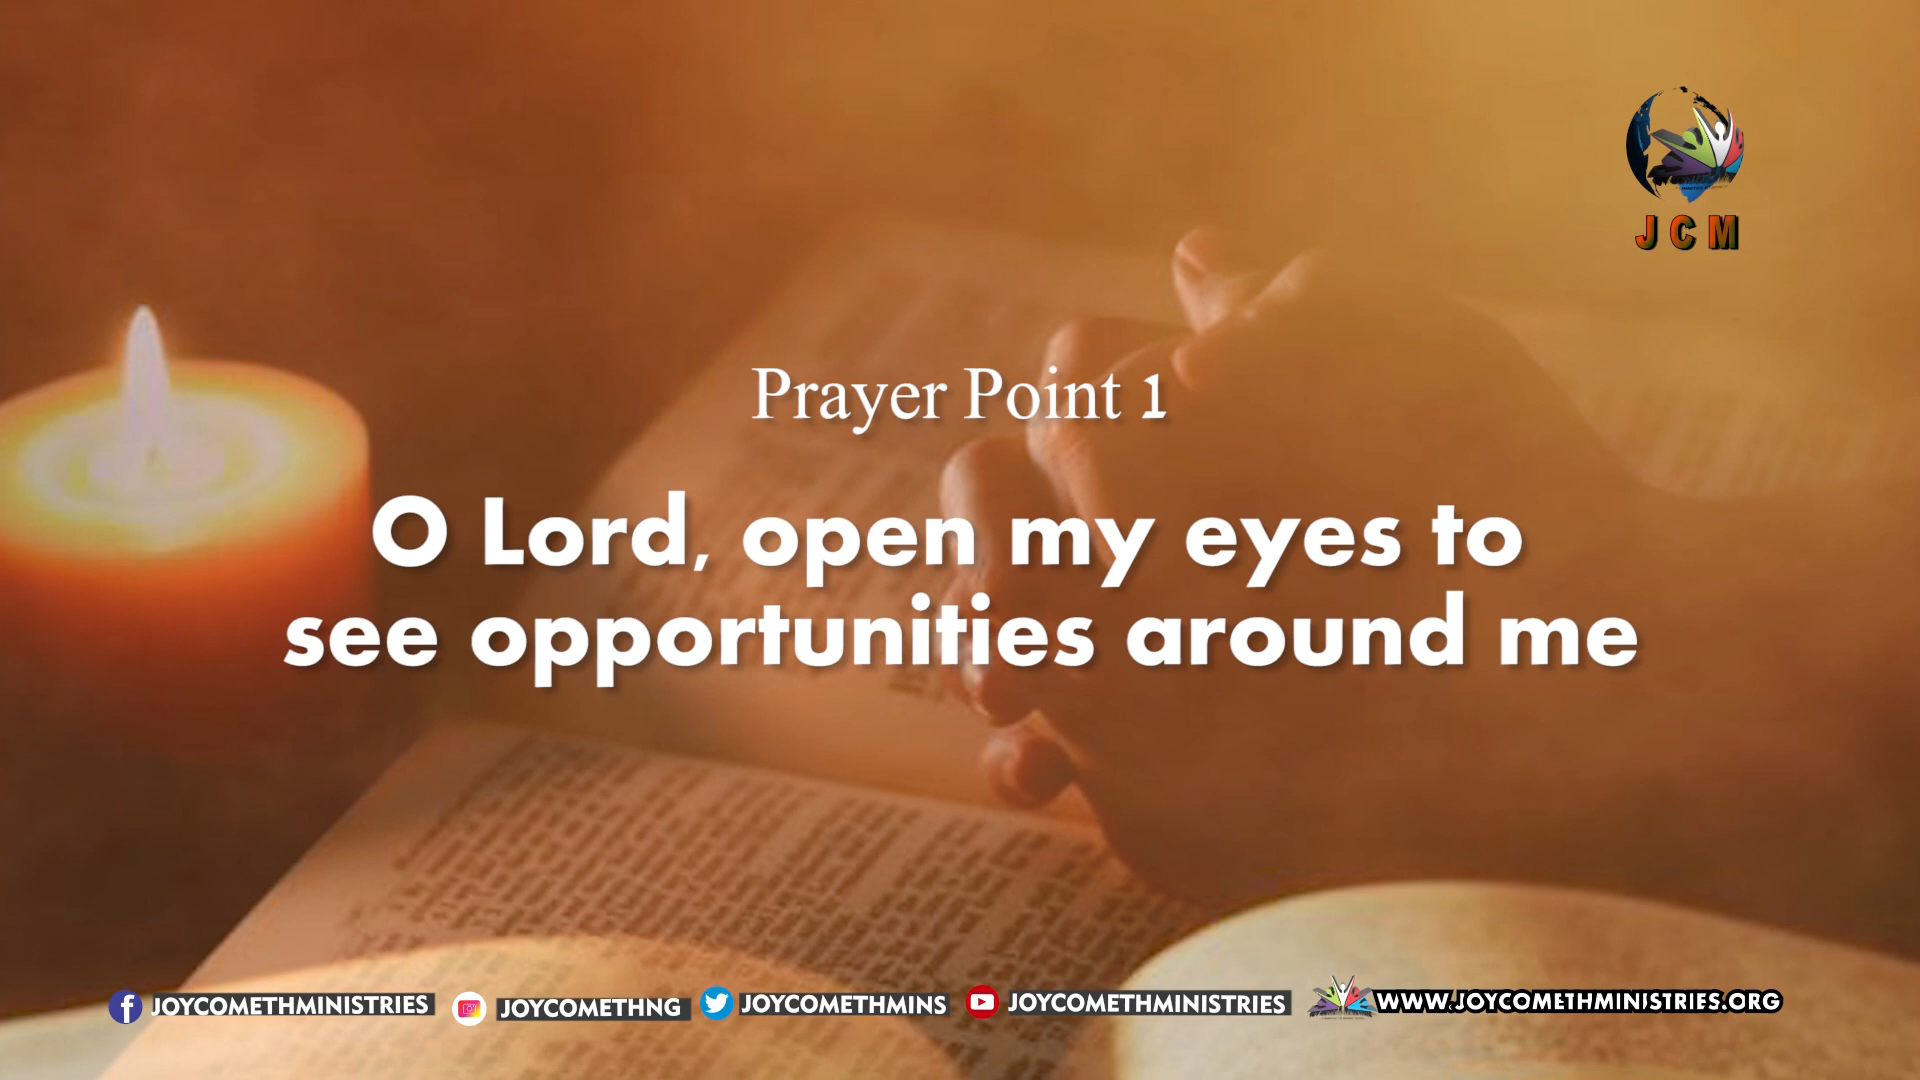 JCM
Prayer Point 1
O Lord, open my eyes to
see opportunities around me
JOYCOMETHMINISTRIES
JOYCOMETHNG
JOYCOMETHMINS
JOYCOMETHMINISTRIES
WWW.JOYCOMETHMINISTRIES.ORG